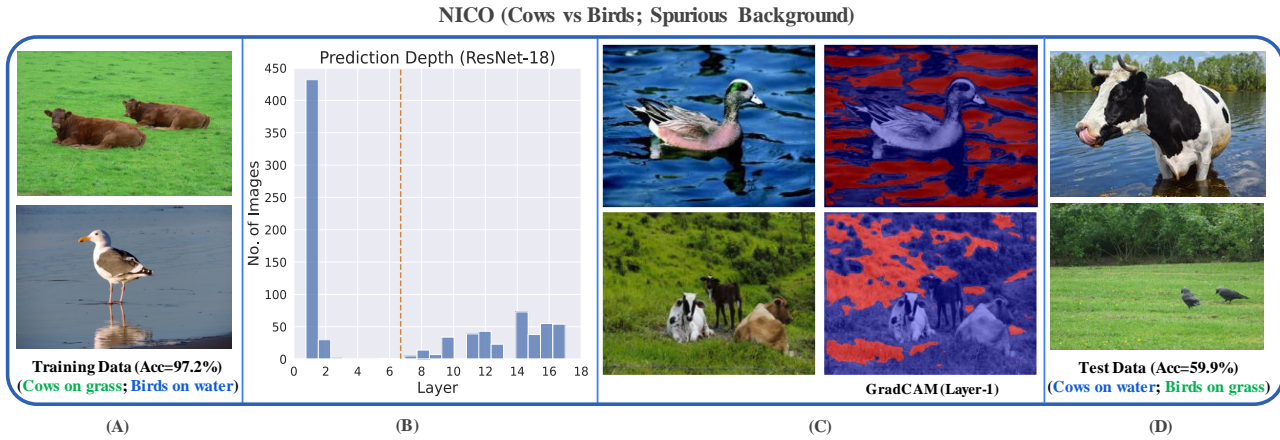 NICO (Cows vs Birds; Spurious Background)
Training Data (Acc=97.2%)
(Cows on grass; Birds on water)
(A)
Prediction Depth (ResNet-18)
No. of Images
450
400
350
300
250
200
150
100
50
0
0 2 4 6 8 10 12 14 16 18
Layer
(B)
GradCAM (Layer-1)
(C)
Test Data (Acc=59.9%)
(Cows on water; Birds on grass)
(D)